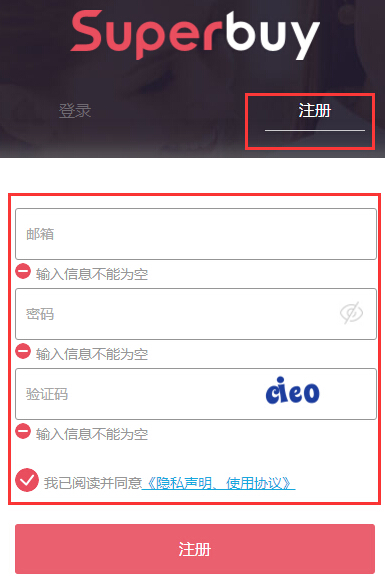 Superbuy
登录 注册
邮箱
输入信息不能为空
密码
输入信息不能为空
验证码 cieo
输入信息不能为空
我已阅读并同意《隐私声明、使用协议》
注册